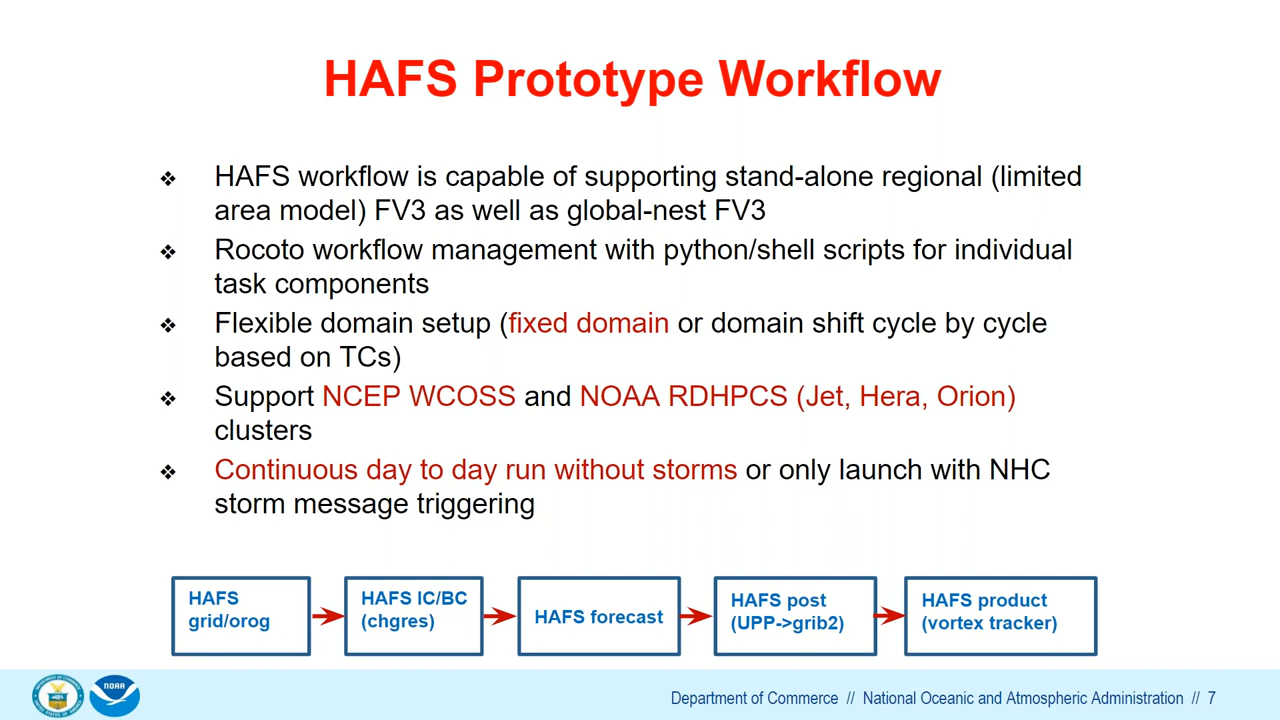 HAFS Prototype Workflow
❖ HAFS workflow is capable of supporting stand-alone regional (limited
area model) FV3 as well as global-nest FV3
❖ Rocoto workflow management with python/shell scripts for individual
task components
❖ Flexible domain setup (fixed domain or domain shift cycle by cycle
based on TCs)
❖ Support NCEP WCOSS and NOAA RDHPCS (Jet, Hera, Orion)
clusters
❖ Continuous day to day run without storms or only launch with NHC
storm message triggering
HAFS
grid/orog
HAFS IC/BC
(chgres)
HAFS forecast
HAFS post
(UPP->grib2)
HAFS product
(vortex tracker)
NOAA
Department of Commerce // National Oceanic and Atmospheric Administration // 7